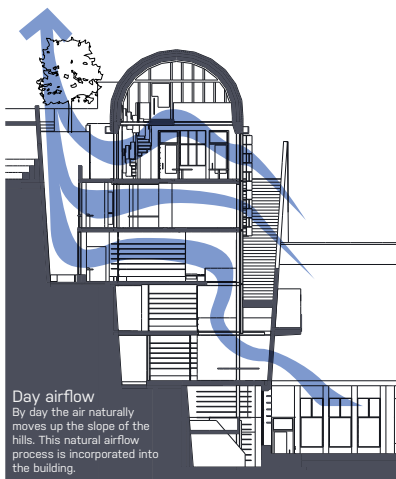 Day airflow
By day the air naturally
moves up the slope of the
hills. This natural airflow
process is incorporated into
the building.